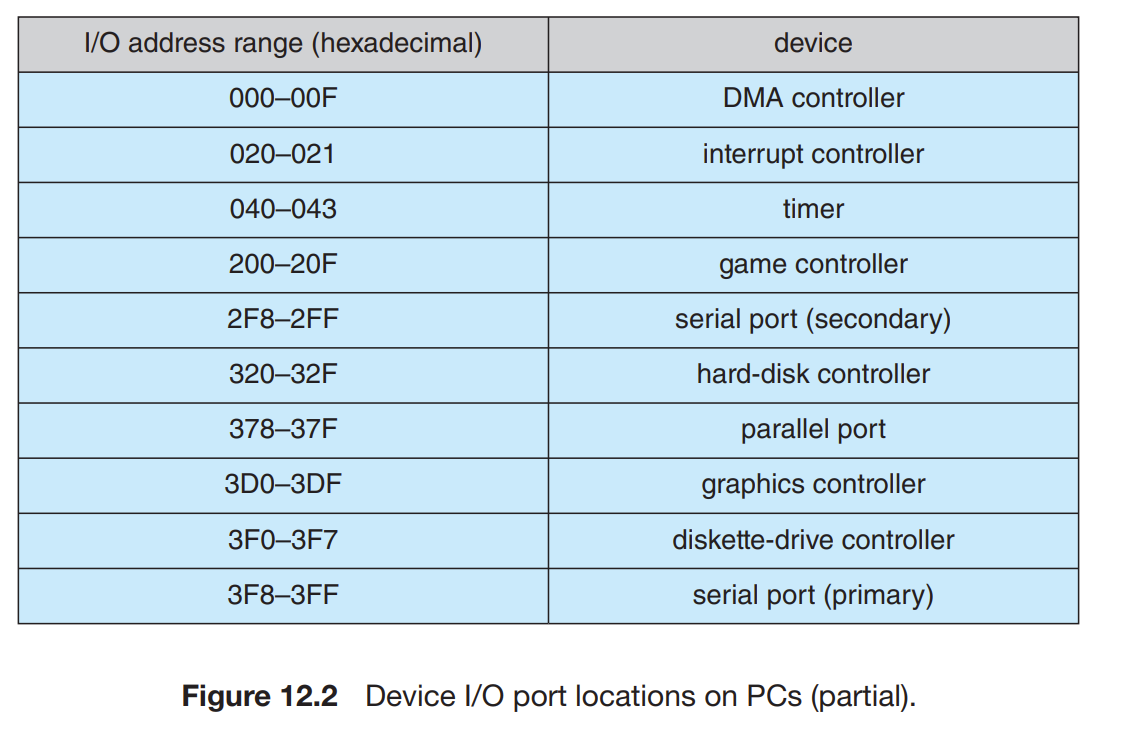 I/O address range (hexadecimal) device
000–00F DMA controller
020–021 interrupt controller
040–043 timer
200–20F game controller
2F8–2FF serial port (secondary)
320–32F hard-disk controller
378–37F parallel port
3D0–3DF graphics controller
3F0–3F7 diskette-drive controller
3F8–3FF serial port (primary)
Figure 12.2 Device I/O port locations on PCs (partial).